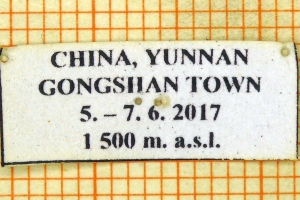 CHINA, YUNNAN
GONGSHAN TOWN
5. – 7. 6. 2017
1 500 m. a.s.l.